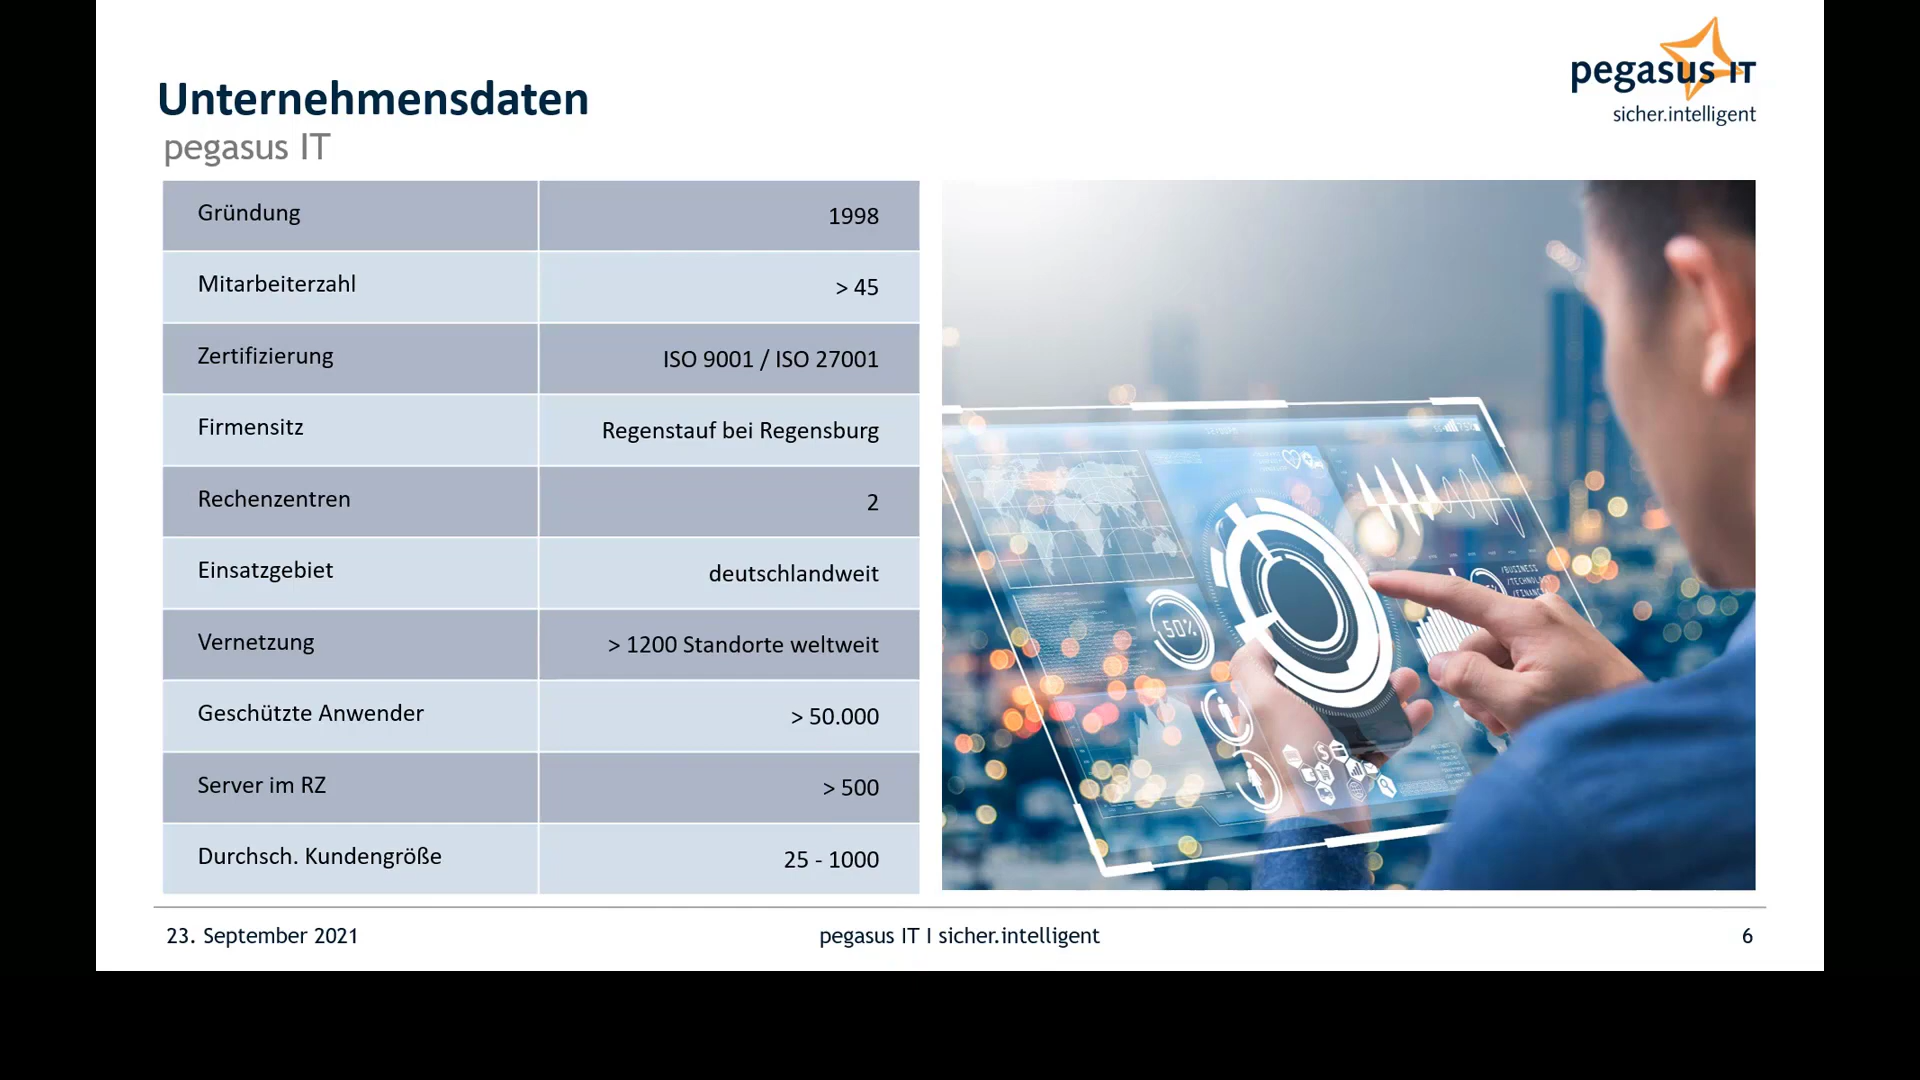 pegasus IT
sicher.intelligent
Unternehmensdaten
pegasus IT
Gründung 1998
Mitarbeiterzahl > 45
Zertifizierung ISO 9001 / ISO 27001
Firmensitz Regenstauf bei Regensburg
Rechenzentren 2
Einsatzgebiet deutschlandweit
Vernetzung > 1200 Standorte weltweit
Geschützte Anwender > 50.000
Server im RZ > 500
Durchsch. Kundengröße 25 - 1000
50%
/BUSINESS
23. September 2021
pegasus IT I sicher.intelligent
6